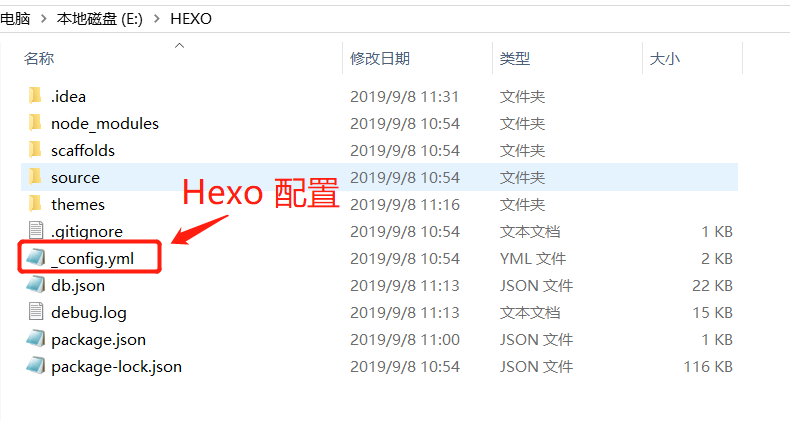 电脑 > 本地磁盘 (E:) > HEXO
名称 修改日期 类型 大小
.idea 2019/9/8 11:31 文件夹
node_modules 2019/9/8 10:54 文件夹
scaffolds 2019/9/8 10:54 文件夹
source 2019/9/8 10:54 文件夹
Hexo 配置
themes 2019/9/8 11:16 文件夹
.gitignore 2019/9/8 10:54 文本文档 1 KB
_config.yml 2019/9/8 10:54 YML 文件 2 KB
db.json 2019/9/8 11:13 JSON 文件 22 KB
debug.log 2019/9/8 11:13 文本文档 15 KB
package.json 2019/9/8 11:00 JSON 文件 1 KB
package-lock.json 2019/9/8 10:54 JSON 文件 116 KB